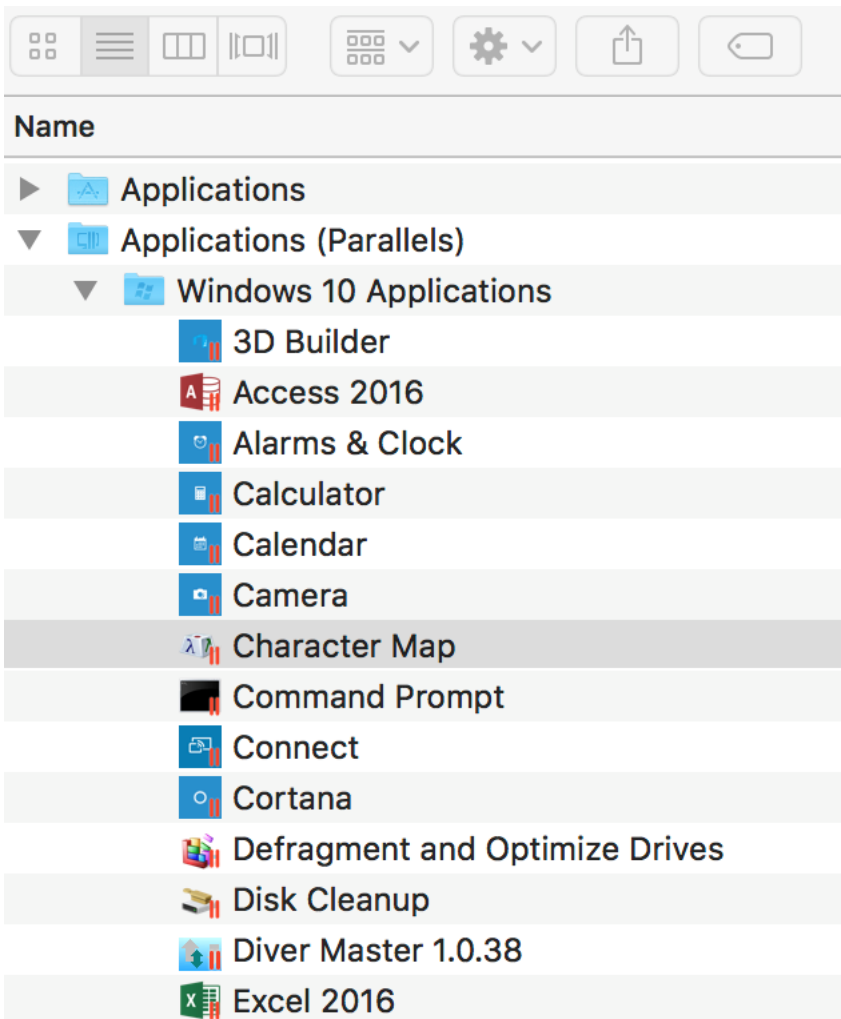 Name
Applications
Applications (Parallels)
Windows 10 Applications
3D Builder
Access 2016
Alarms & Clock
Calculator
Calendar
Camera
Character Map
Command Prompt
Connect
Cortana
Defragment and Optimize Drives
Disk Cleanup
Diver Master 1.0.38
Excel 2016